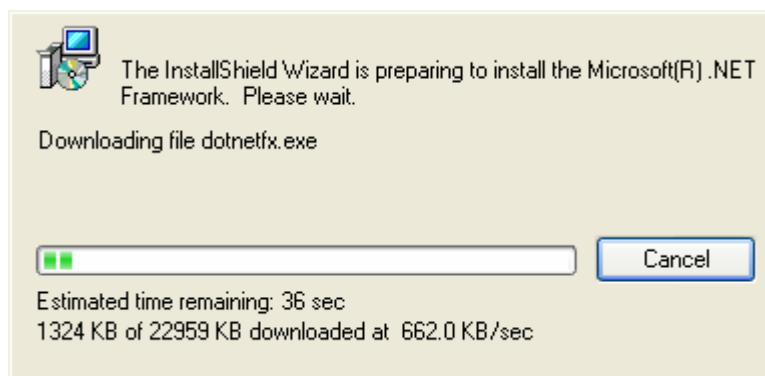 The InstallShield Wizard is preparing to install the Microsoft(R) .NET
Framework.  Please wait.
Downloading file dotnetfx.exe
Cancel
Estimated time remaining: 36 sec
1324 KB of 22959 KB downloaded at  662.0 KB/sec